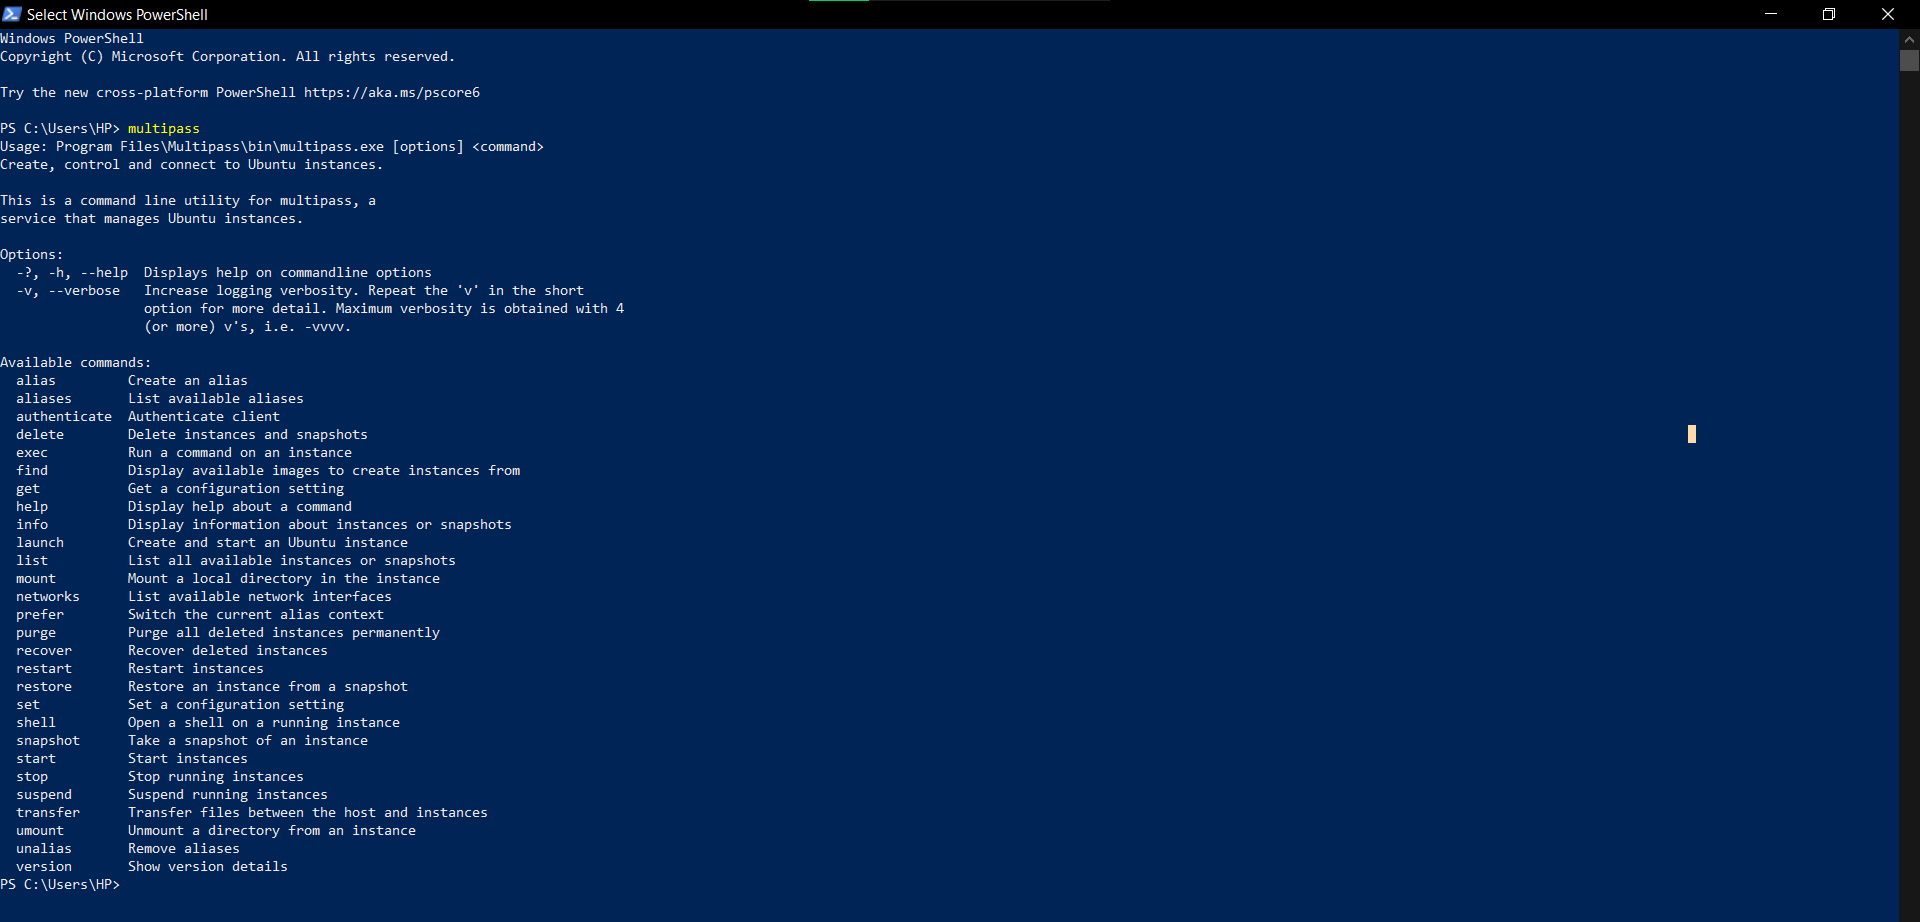 Select Windows PowerShell
Windows PowerShell
Copyright (C) Microsoft Corporation. All rights reserved.
Try the new cross-platform PowerShell https://aka.ms/pscore6
PS C:\Users\HP> multipass
Usage: Program Files\Multipass\bin\multipass.exe [options] <command>
Create, control and connect to Ubuntu instances.
This is a command line utility for multipass, a
service that manages Ubuntu instances.
Options:
  -?, -h, --help  Displays help on commandline options
  -v, --verbose   Increase logging verbosity. Repeat the 'v' in the short
                  option for more detail. Maximum verbosity is obtained with 4
                  (or more) v's, i.e. -vvvv.
Available commands:
  alias         Create an alias
  aliases       List available aliases
  authenticate  Authenticate client
  delete        Delete instances and snapshots
  exec          Run a command on an instance
  find          Display available images to create instances from
  get           Get a configuration setting
  help          Display help about a command
  info          Display information about instances or snapshots
  launch        Create and start an Ubuntu instance
  list          List all available instances or snapshots
  mount         Mount a local directory in the instance
  networks      List available network interfaces
  prefer        Switch the current alias context
  purge         Purge all deleted instances permanently
  recover       Recover deleted instances
  restart       Restart instances
  restore       Restore an instance from a snapshot
  set           Set a configuration setting
  shell         Open a shell on a running instance
  snapshot      Take a snapshot of an instance
  start         Start instances
  stop          Stop running instances
  suspend       Suspend running instances
  transfer      Transfer files between the host and instances
  umount        Unmount a directory from an instance
  unalias       Remove aliases
  version       Show version details
PS C:\Users\HP>